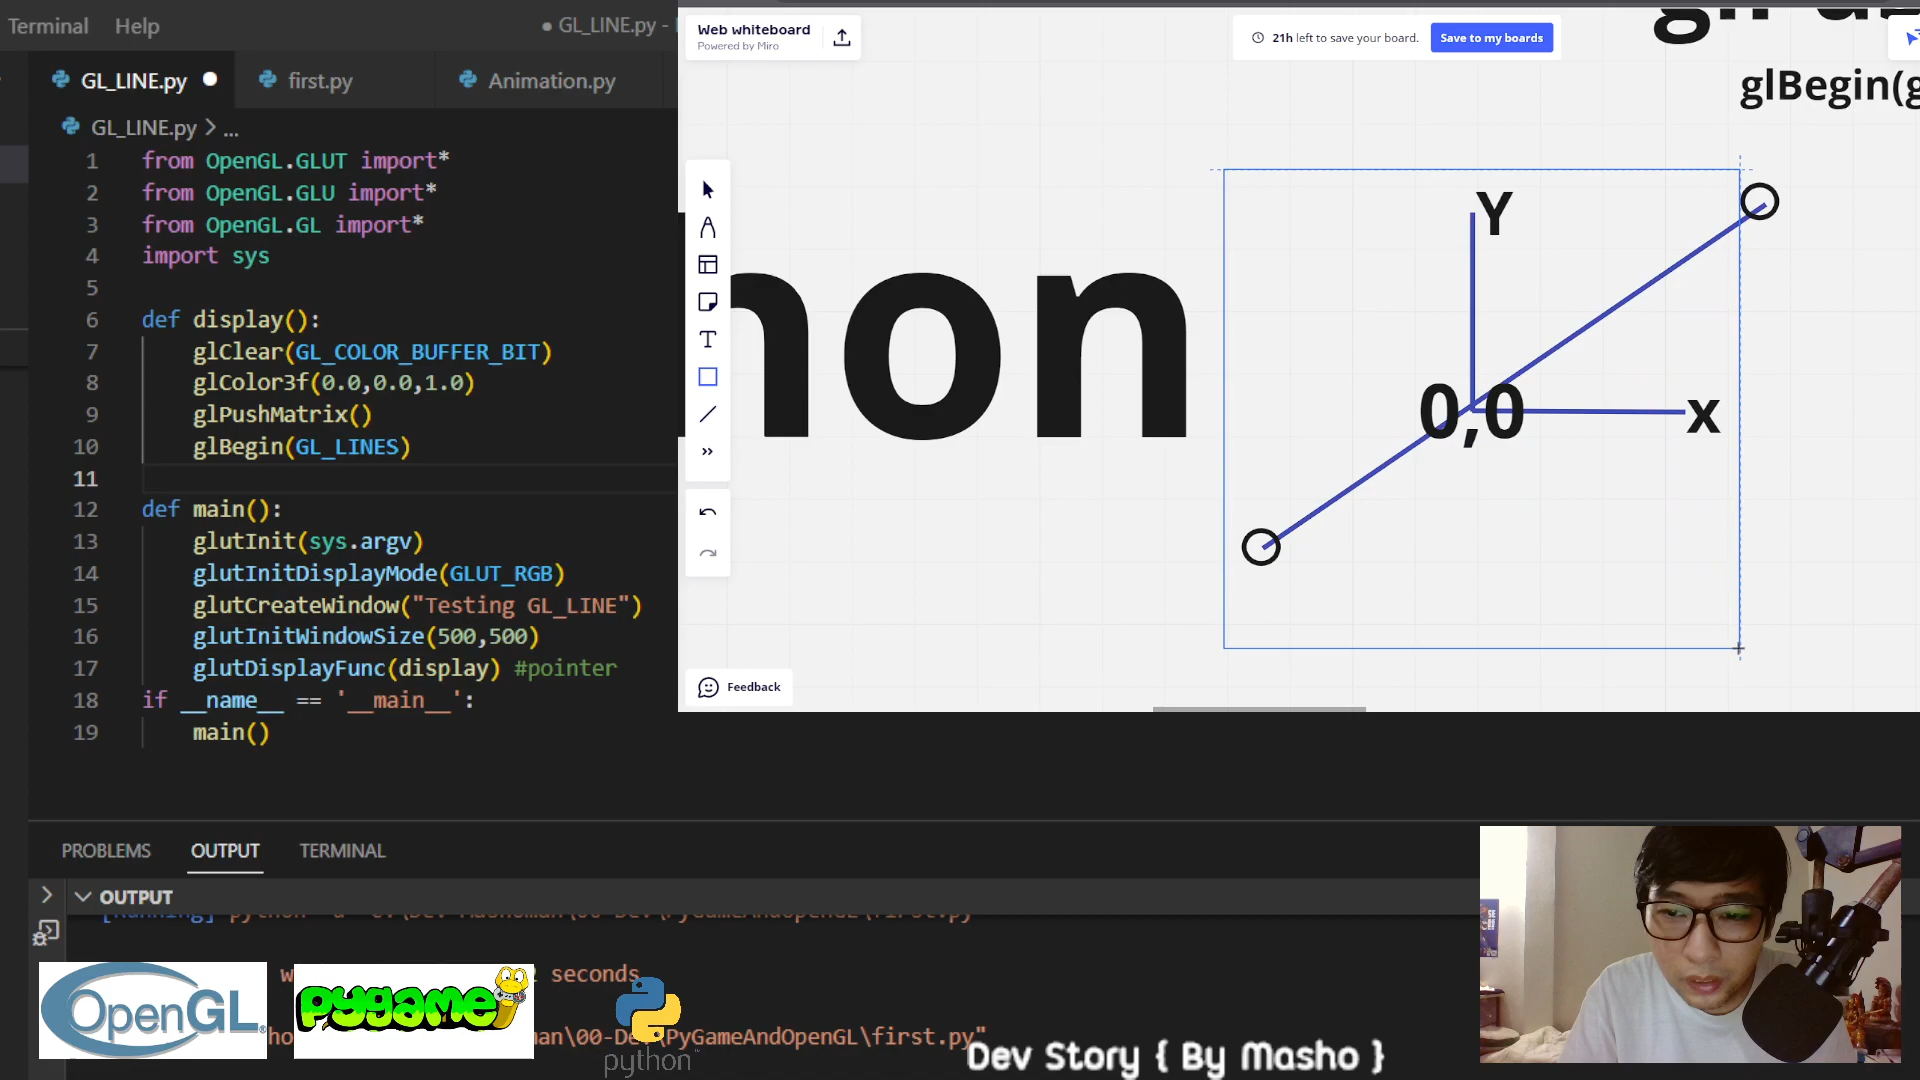 Terminal Help ● GL_LINE.py -
GL_LINE.py first.py Animation.py
GL_LINE.py > ...
1 from OpenGL.GLUT import*
2 from OpenGL.GLU import*
3 from OpenGL.GL import*
4 import sys
5
6 def display():
7 glClear(GL_COLOR_BUFFER_BIT)
8 glColor3f(0.0,0.0,1.0)
9 glPushMatrix()
10 glBegin(GL_LINES)
11
12 def main():
13 glutInit(sys.argv)
14 glutInitDisplayMode(GLUT_RGB)
15 glutCreateWindow("Testing GL_LINE")
16 glutInitWindowSize(500,500)
17 glutDisplayFunc(display) #pointer
18 if __name__ == '__main__':
19 main()
Web whiteboard
Powered by Miro
21h left to save your board.
Save to my boards
glBegin(g
non
Y
0,0
x
Feedback
PROBLEMS OUTPUT TERMINAL
OUTPUT
seconds
\PyGameAndOpenGL\first.py"
OpenGL
pygame
python
Dev Story { By Masho }